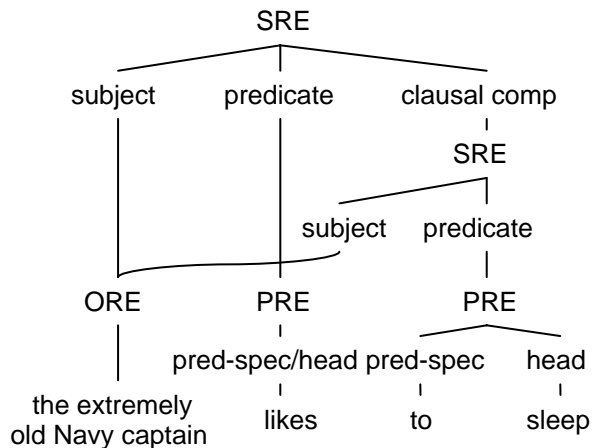 SRE
subject predicate clausal comp
SRE
subject predicate
ORE PRE PRE
pred-spec/head pred-spec head
the extremely
old Navy captain
likes to sleep